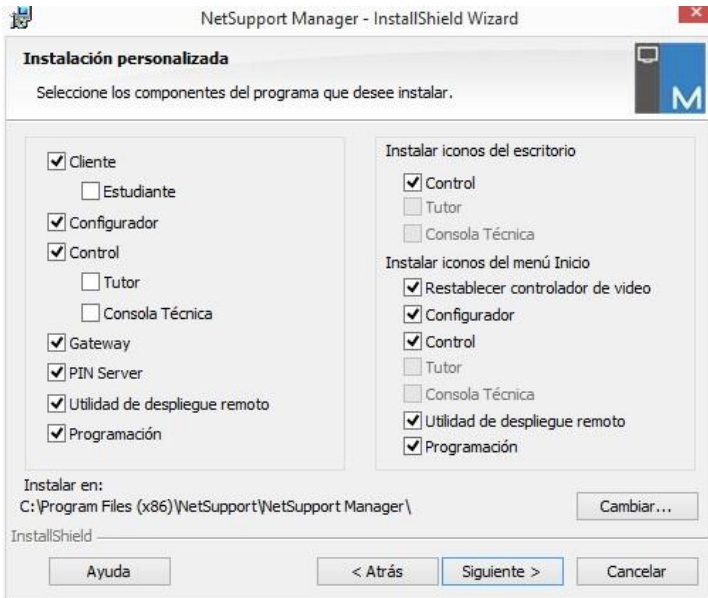 NetSupport Manager - InstallShield Wizard
Instalación personalizada
Seleccione los componentes del programa que desee instalar.
M
Cliente
Estudiante
Configurador
Control
Tutor
Consola Técnica
Gateway
PIN Server
Utilidad de despliegue remoto
Programación
Instalar iconos del escritorio
Control
Tutor
Consola Técnica
Instalar iconos del menú Inicio
Restablecer controlador de video
Configurador
Control
Tutor
Consola Técnica
Utilidad de despliegue remoto
Programación
Instalar en:
C:\Program Files (x86)\NetSupport\NetSupport Manager\
Cambiar...
InstallShield
Ayuda
< Atrás
Siguiente >
Cancelar